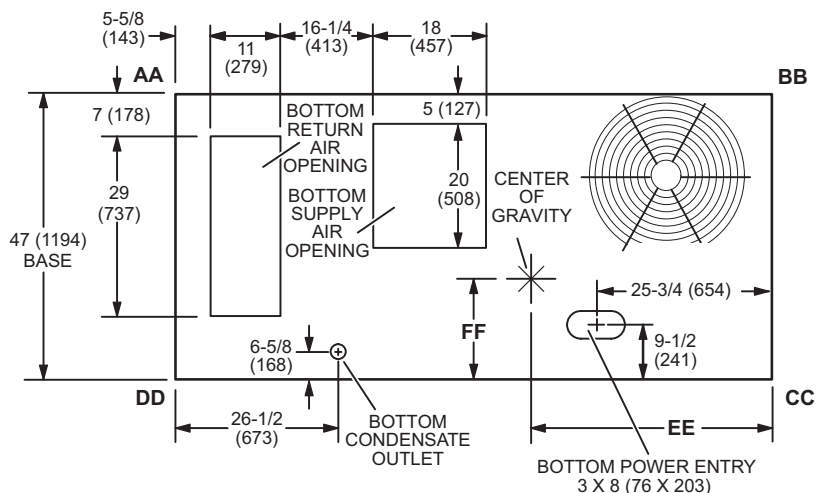 5-5/8
(143)
11
(279)
16-1/4
(413)
18
(457)
AA
BB
7 (178)
BOTTOM
RETURN
AIR
OPENING
5 (127)
29
(737)
20
(508)
CENTER
OF
GRAVITY
BOTTOM
SUPPLY
AIR
OPENING
47 (1194)
BASE
25-3/4 (654)
FF
6-5/8
(168)
9-1/2
(241)
DD
CC
26-1/2
(673)
BOTTOM
CONDENSATE
OUTLET
EE
BOTTOM POWER ENTRY
3 X 8 (76 X 203)